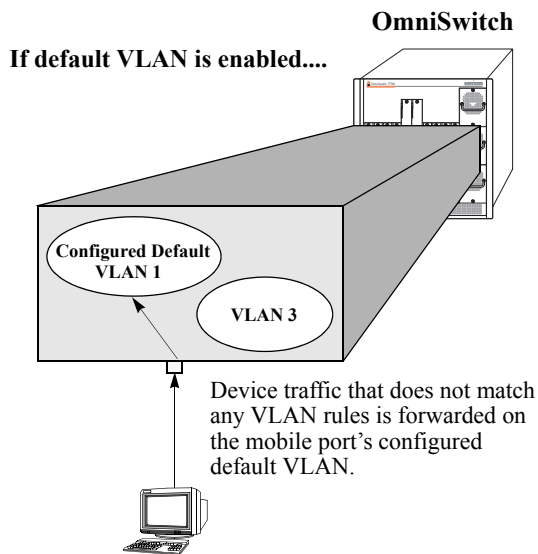 OmniSwitch
If default VLAN is enabled....
Configured Default
VLAN 1
VLAN 3
Device traffic that does not match
any VLAN rules is forwarded on
the mobile port’s configured
default VLAN.